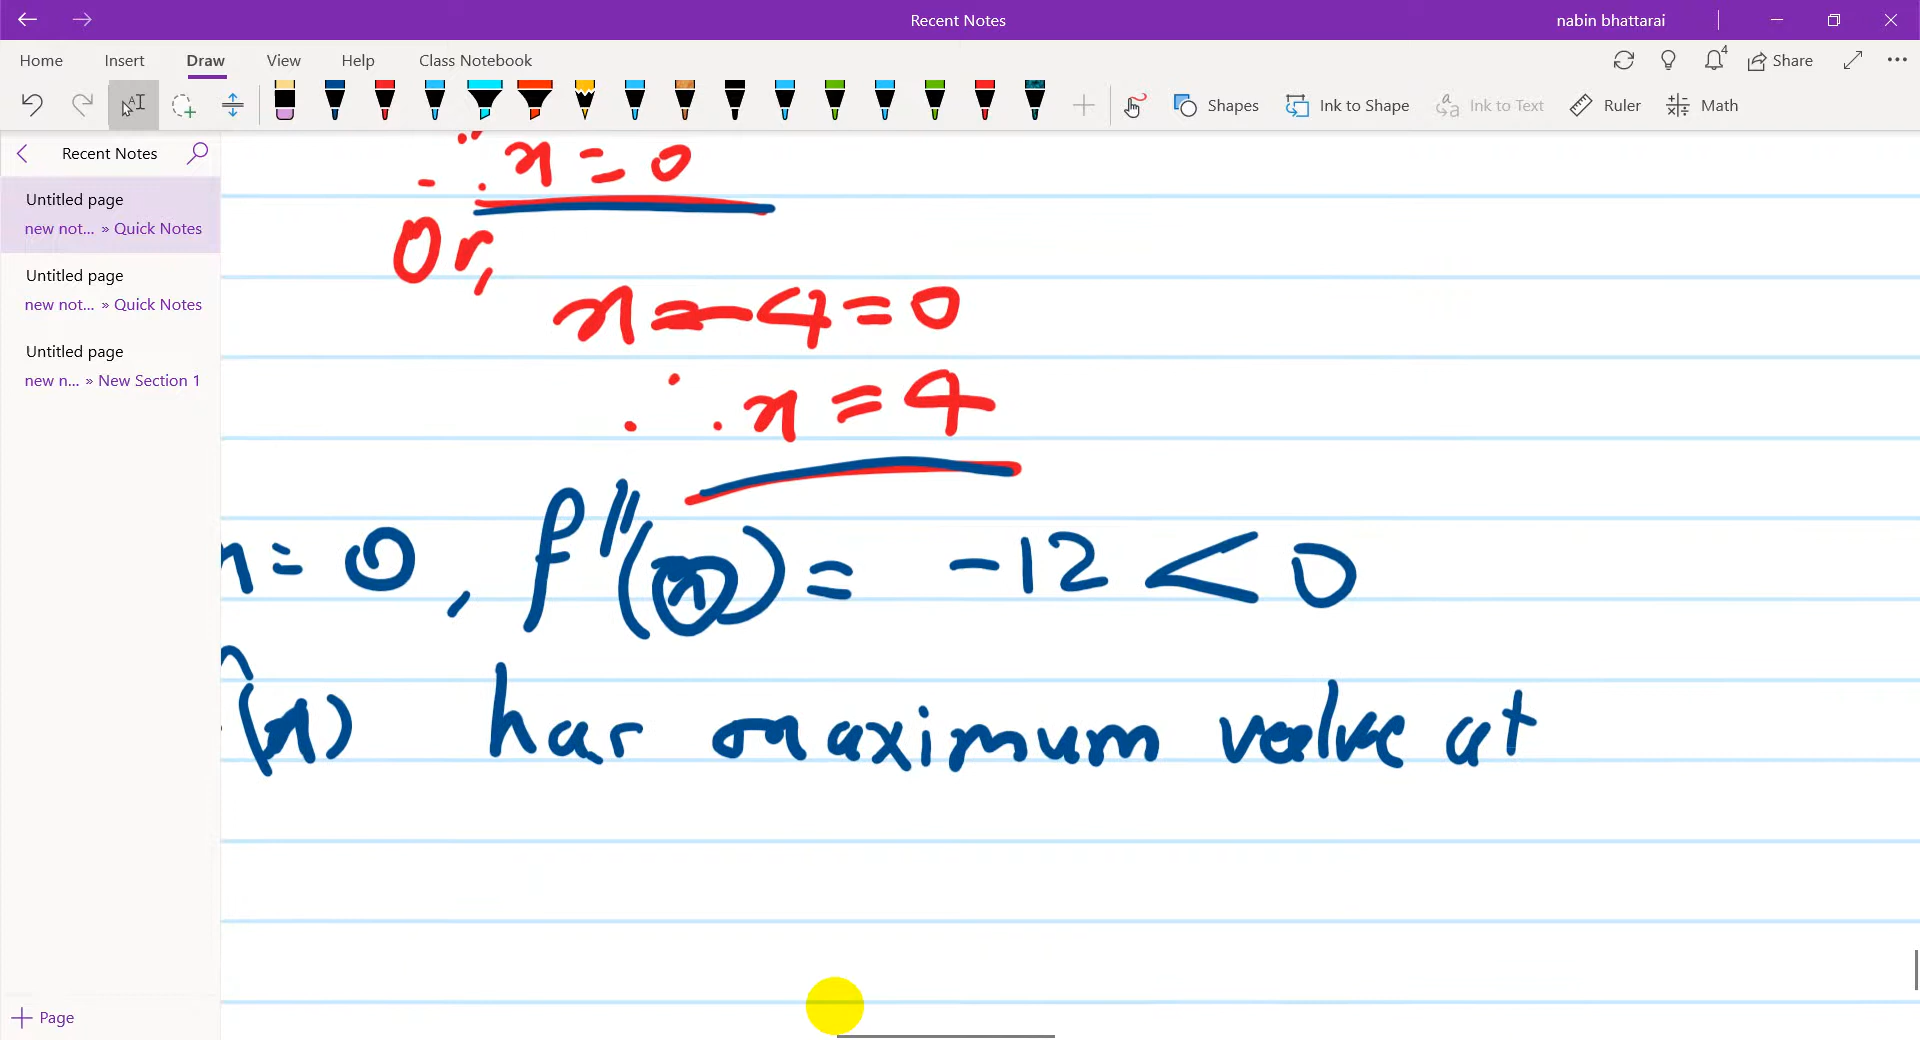 Recent Notes
nabin bhattarai
Home Insert Draw View Help Class Notebook
4
Share
Shapes
Ink to Shape
Ink to Text
Ruler
Math
Recent Notes
Untitled page
new not... » Quick Notes
Untitled page
new not... » Quick Notes
Untitled page
new n... » New Section 1
∴ x = 0
Or,
x - 4 = 0
∴ x = 4
x = 0, f''(x) = -12 < 0
(x) has maximum value at
Page